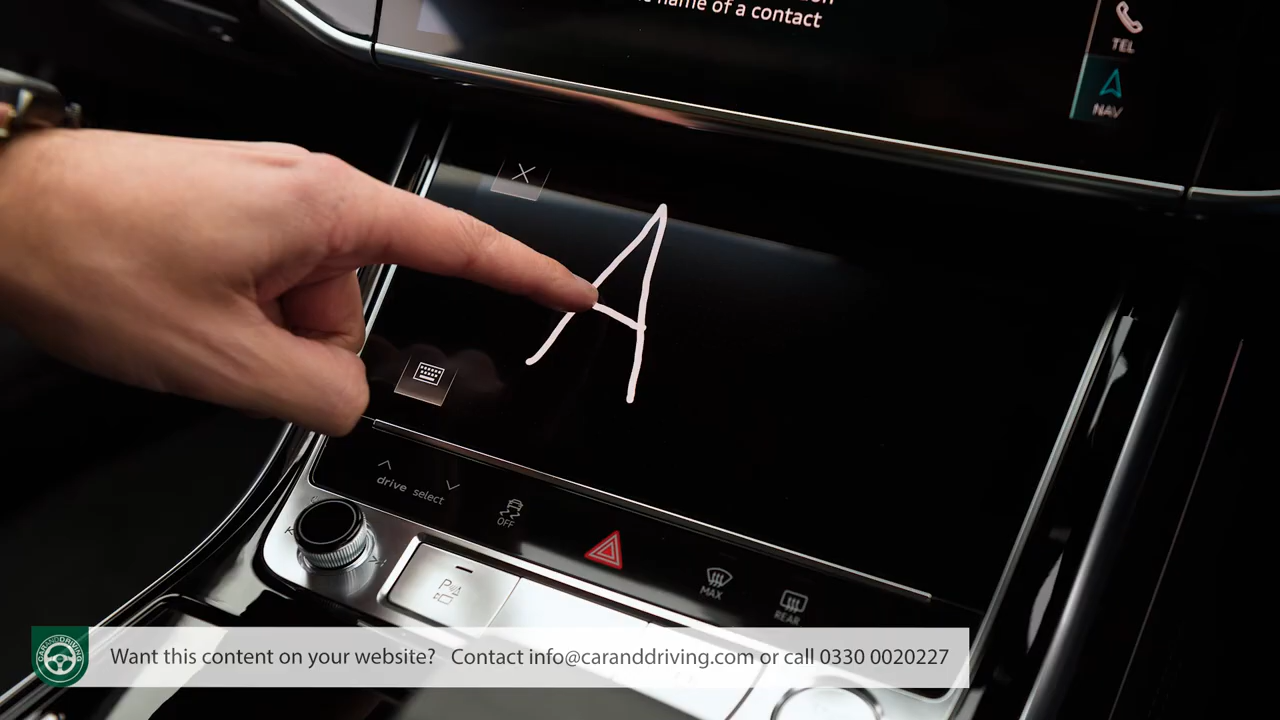 name of a contact
TEL
NAV
A
drive select
OFF
MAX
REAR
P
CARANDDRIVING
Want this content on your website? Contact info@caranddriving.com or call 0330 0020227